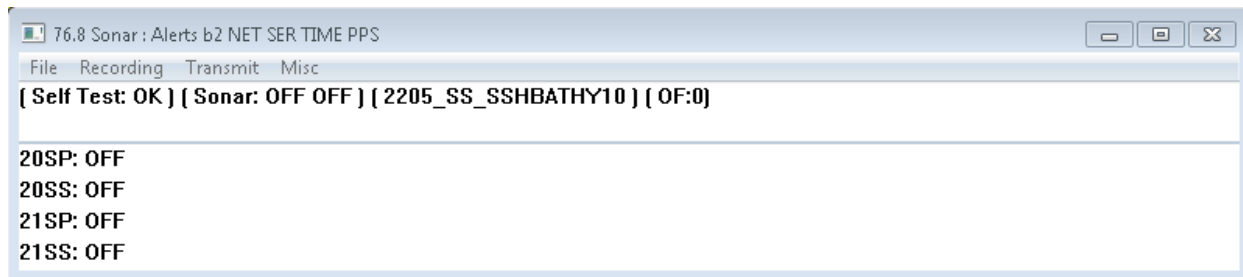 76.8 Sonar : Alerts b2 NET SER TIME PPS
File Recording Transmit Misc
( Self Test: OK ) ( Sonar: OFF OFF ) ( 2205_SS_SSHBATHY10 ) ( OF:0)
20SP: OFF
20SS: OFF
21SP: OFF
21SS: OFF